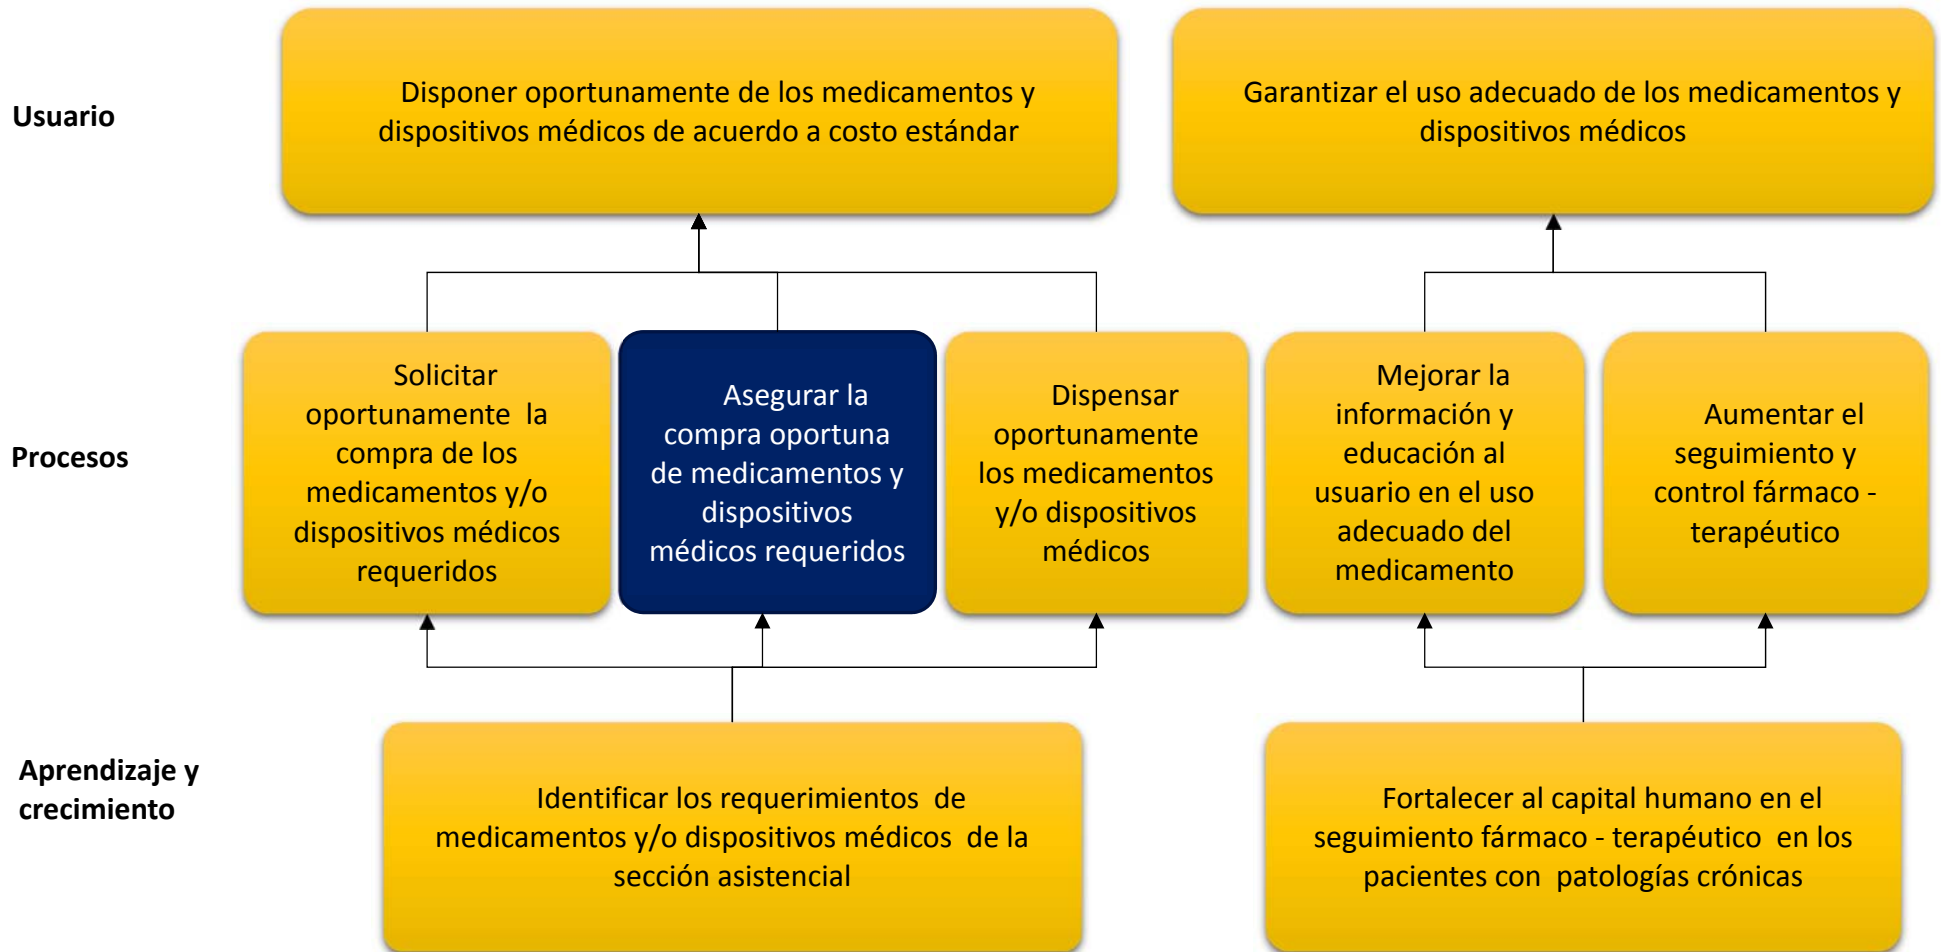 Usuario
Disponer oportunamente de los medicamentos y
dispositivos médicos de acuerdo a costo estándar
Garantizar el uso adecuado de los medicamentos y
dispositivos médicos
Procesos
Solicitar
oportunamente la
compra de los
medicamentos y/o
dispositivos médicos
requeridos
Asegurar la
compra oportuna
de medicamentos y
dispositivos
médicos requeridos
Dispensar
oportunamente
los medicamentos
y/o dispositivos
médicos
Mejorar la
información y
educación al
usuario en el uso
adecuado del
medicamento
Aumentar el
seguimiento y
control fármaco -
terapéutico
Aprendizaje y
crecimiento
Identificar los requerimientos de
medicamentos y/o dispositivos médicos de la
sección asistencial
Fortalecer al capital humano en el
seguimiento fármaco - terapéutico en los
pacientes con patologías crónicas